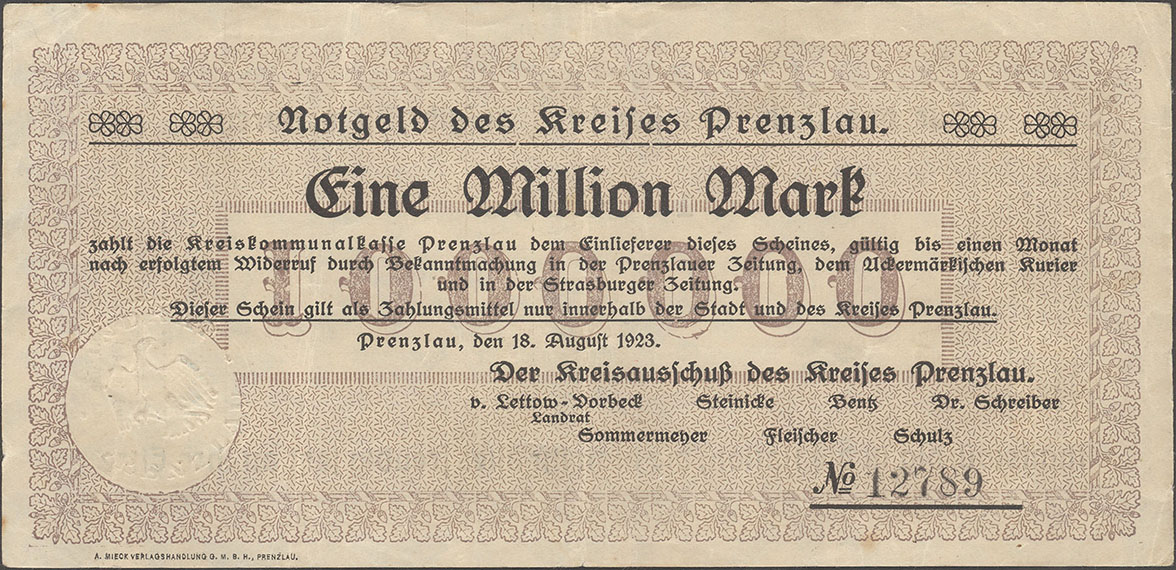 Notgeld des Kreises Prenzlau.
Eine Million Mark
1000000
zahlt die Kreiskommunalkasse Prenzlau dem Einlieferer dieses Scheines, gültig bis einen Monat
nach erfolgtem Widerruf durch Bekanntmachung in der Prenzlauer Zeitung, dem Uckermärkischen Kurier
und in der Strasburger Zeitung.
Dieser Schein gilt als Zahlungsmittel nur innerhalb der Stadt und des Kreises Prenzlau.
Prenzlau, den 18. August 1923.
Der Kreisausschuß des Kreises Prenzlau.
v. Lettow-Vorbeck Steinicke Bentz Dr. Schreiber
Landrat
Sommermeyer Fleischer Schulz
No 12789
A. MIECK VERLAGSHANDLUNG G. M. B. H., PRENZLAU.